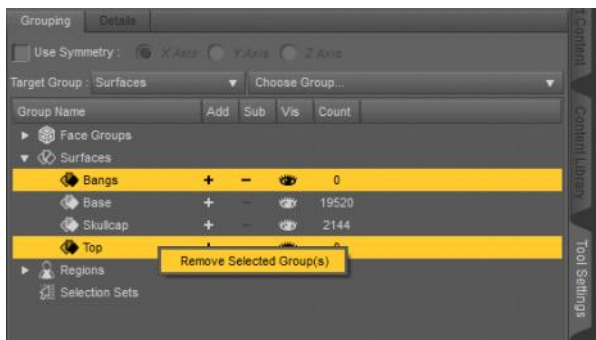 Grouping Details
Use Symmetry : X Axis Y Axis Z Axis
Target Group : Surfaces Choose Group...
Group Name Add Sub Vis Count
Face Groups
Surfaces
Bangs + - 0
Base + - 19520
Skullcap + - 2144
Top
Remove Selected Group(s)
Regions
Selection Sets
Content
Content Library
Tool Settings